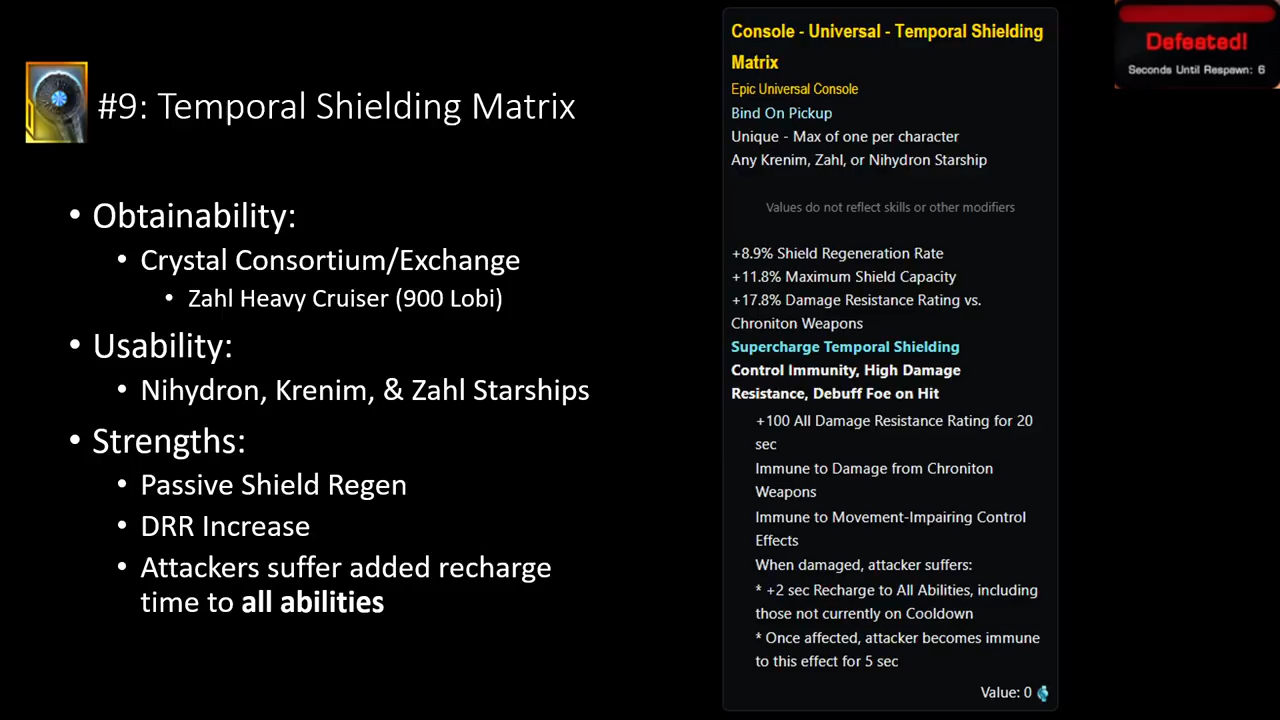 #9: Temporal Shielding Matrix
• Obtainability:
• Crystal Consortium/Exchange
• Zahl Heavy Cruiser (900 Lobi)
• Usability:
• Nihydron, Krenim, & Zahl Starships
• Strengths:
• Passive Shield Regen
• DRR Increase
• Attackers suffer added recharge
time to all abilities
Console - Universal - Temporal Shielding
Matrix
Epic Universal Console
Bind On Pickup
Unique - Max of one per character
Any Krenim, Zahl, or Nihydron Starship
Values do not reflect skills or other modifiers
+8.9% Shield Regeneration Rate
+11.8% Maximum Shield Capacity
+17.8% Damage Resistance Rating vs.
Chroniton Weapons
Supercharge Temporal Shielding
Control Immunity, High Damage
Resistance, Debuff Foe on Hit
+100 All Damage Resistance Rating for 20
sec
Immune to Damage from Chroniton
Weapons
Immune to Movement-Impairing Control
Effects
When damaged, attacker suffers:
* +2 sec Recharge to All Abilities, including
those not currently on Cooldown
* Once affected, attacker becomes immune
to this effect for 5 sec
Value: 0
Defeated!
Seconds Until Respawn: 6